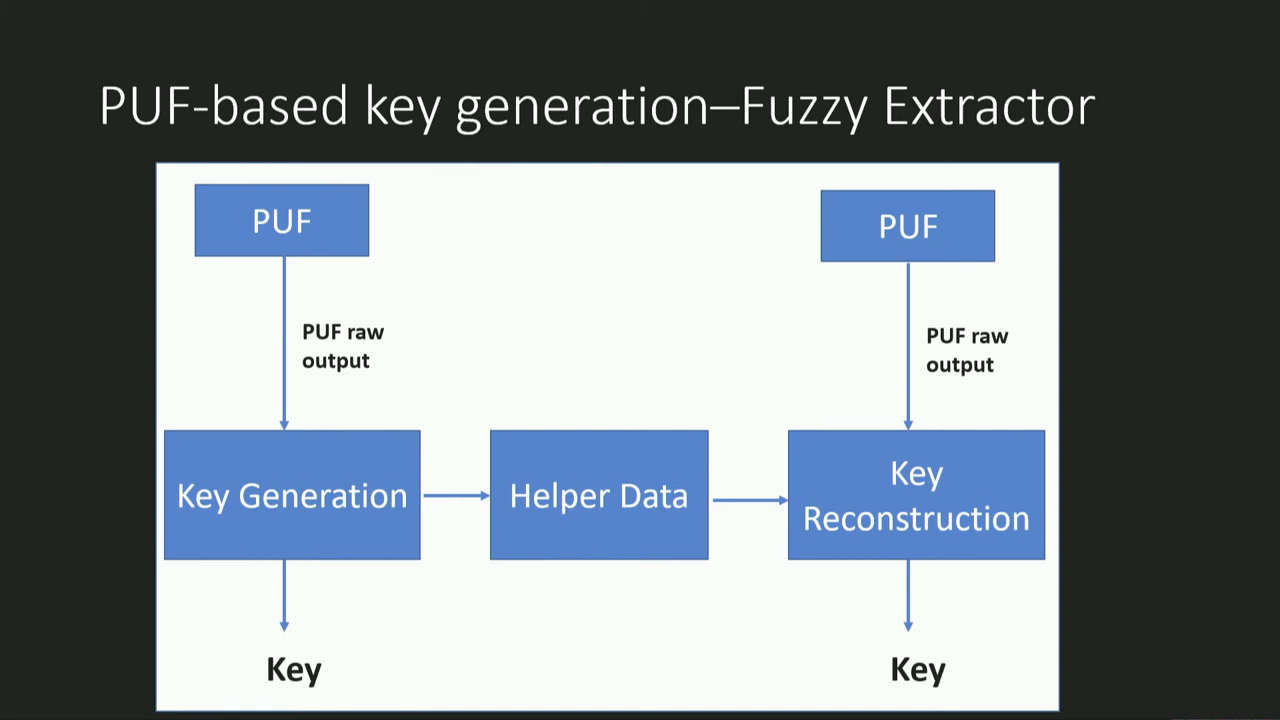 PUF-based key generation–Fuzzy Extractor
PUF
PUF
PUF raw
output
PUF raw
output
Key Generation
Helper Data
Key
Reconstruction
Key
Key